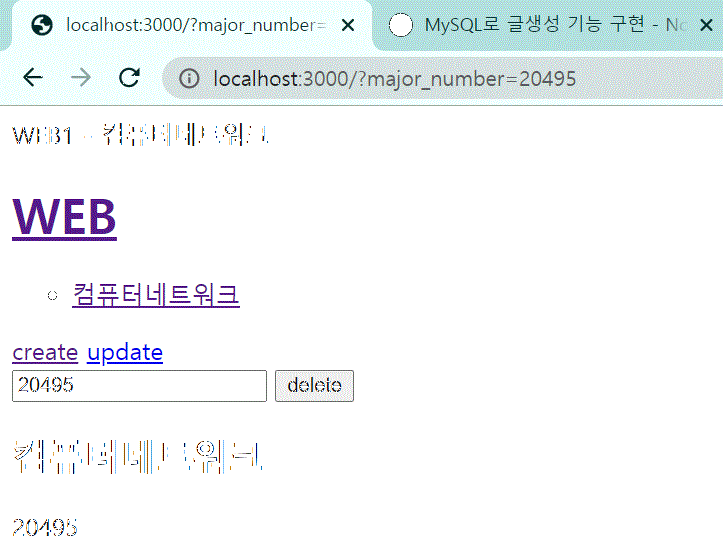 localhost:3000/?major_number= MySQL로 글생성 기능 구현 - No
localhost:3000/?major_number=20495
WEB1 - 컴퓨터네트워크
WEB
컴퓨터네트워크
create update
20495 delete
컴퓨터네트워크
20495